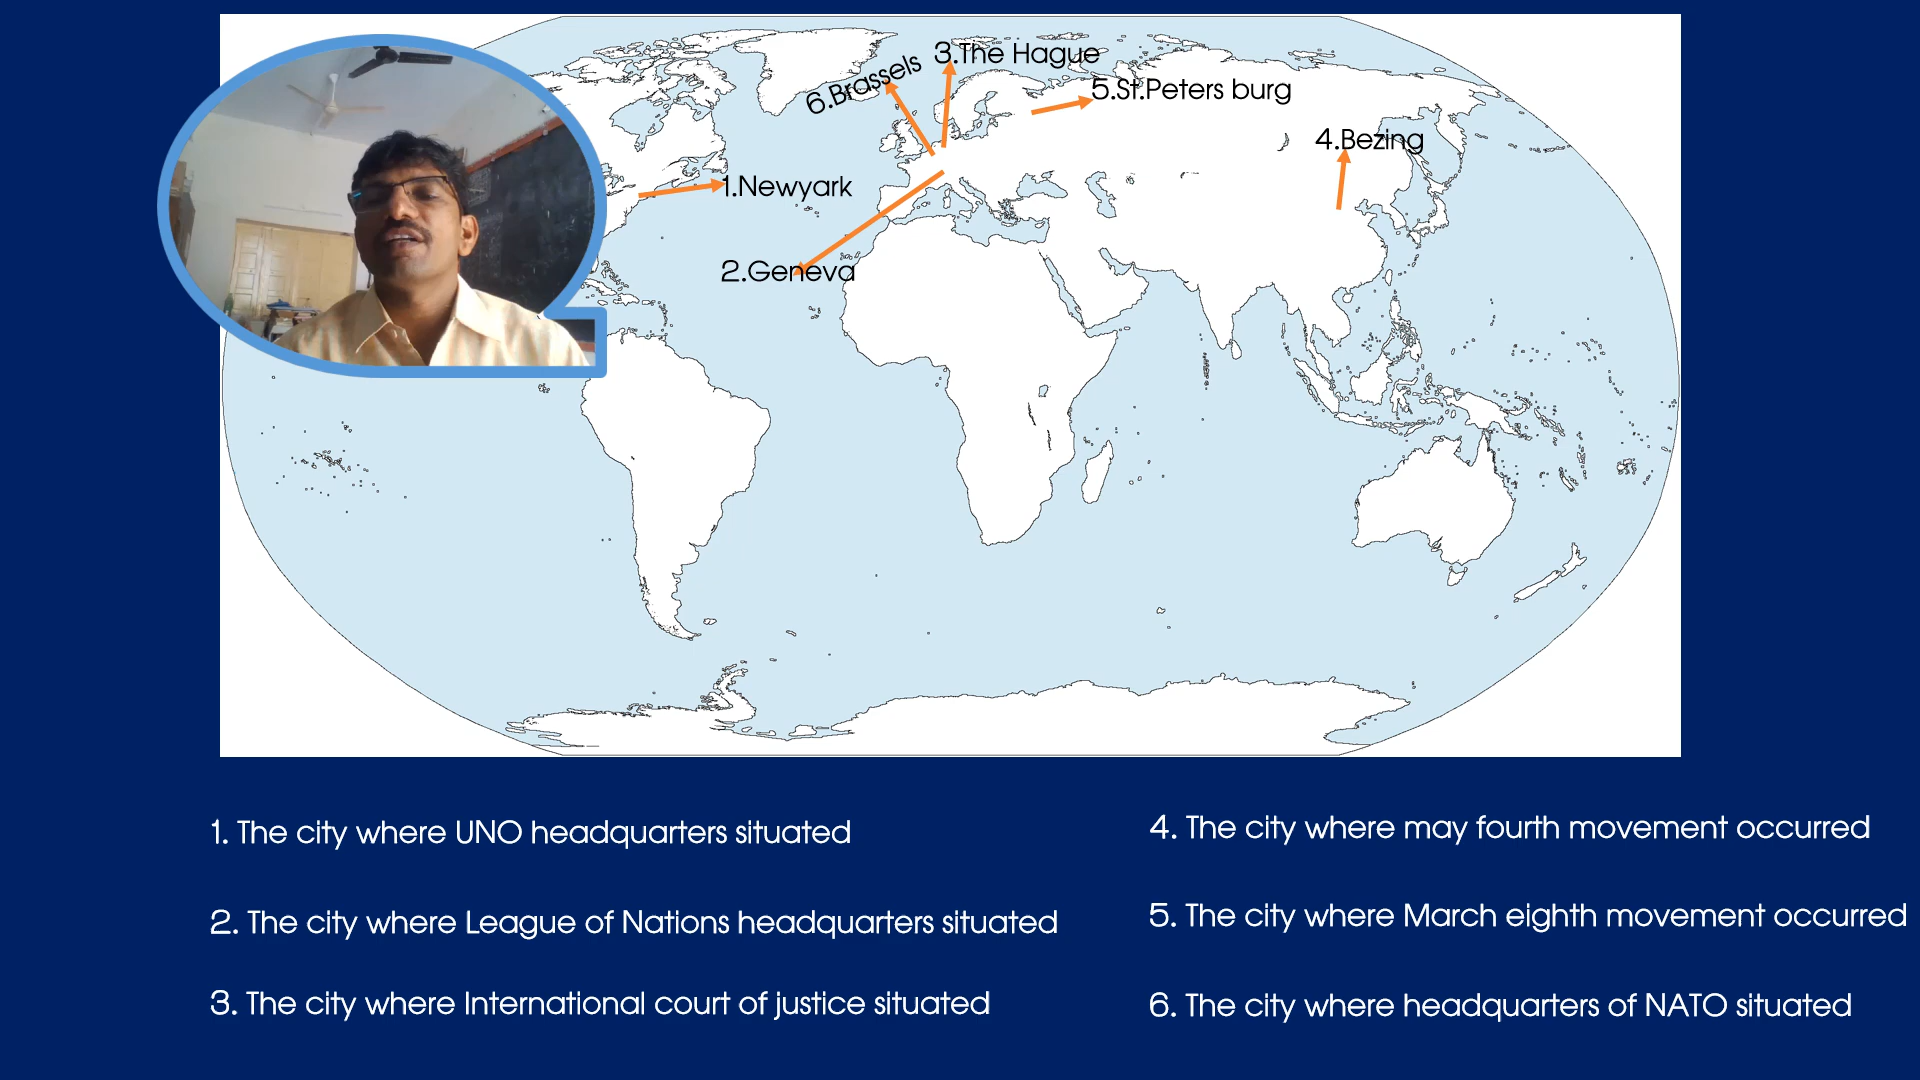 3.The Hague
6.Brassels
5.St.Peters burg
4.Bezing
1.Newyark
2.Geneva
1. The city where UNO headquarters situated
2. The city where League of Nations headquarters situated
3. The city where International court of justice situated
4. The city where may fourth movement occurred
5. The city where March eighth movement occurred
6. The city where headquarters of NATO situated